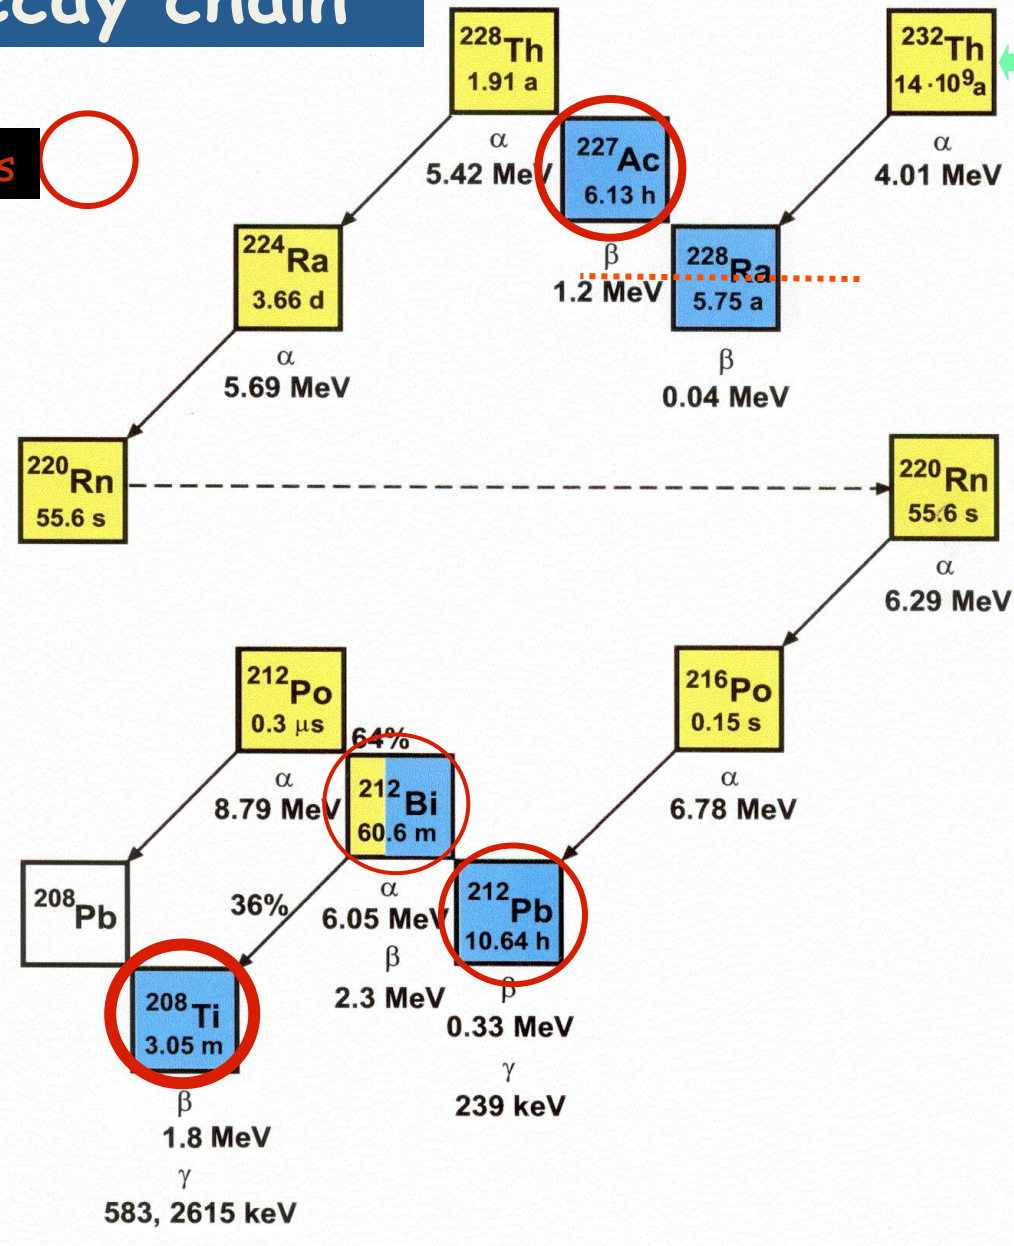 decay chain
s
228Th
1.91 a
α
5.42 MeV
232Th
14 ·10⁹a
α
4.01 MeV
227Ac
6.13 h
β
1.2 MeV
228Ra
5.75 a
β
0.04 MeV
224Ra
3.66 d
α
5.69 MeV
220Rn
55.6 s
220Rn
55.6 s
α
6.29 MeV
216Po
0.15 s
α
6.78 MeV
212Po
0.3 μs
α
8.79 MeV
64%
212Bi
60.6 m
α
6.05 MeV
β
2.3 MeV
36%
212Pb
10.64 h
β
0.33 MeV
γ
239 keV
208Pb
208Ti
3.05 m
β
1.8 MeV
γ
583, 2615 keV